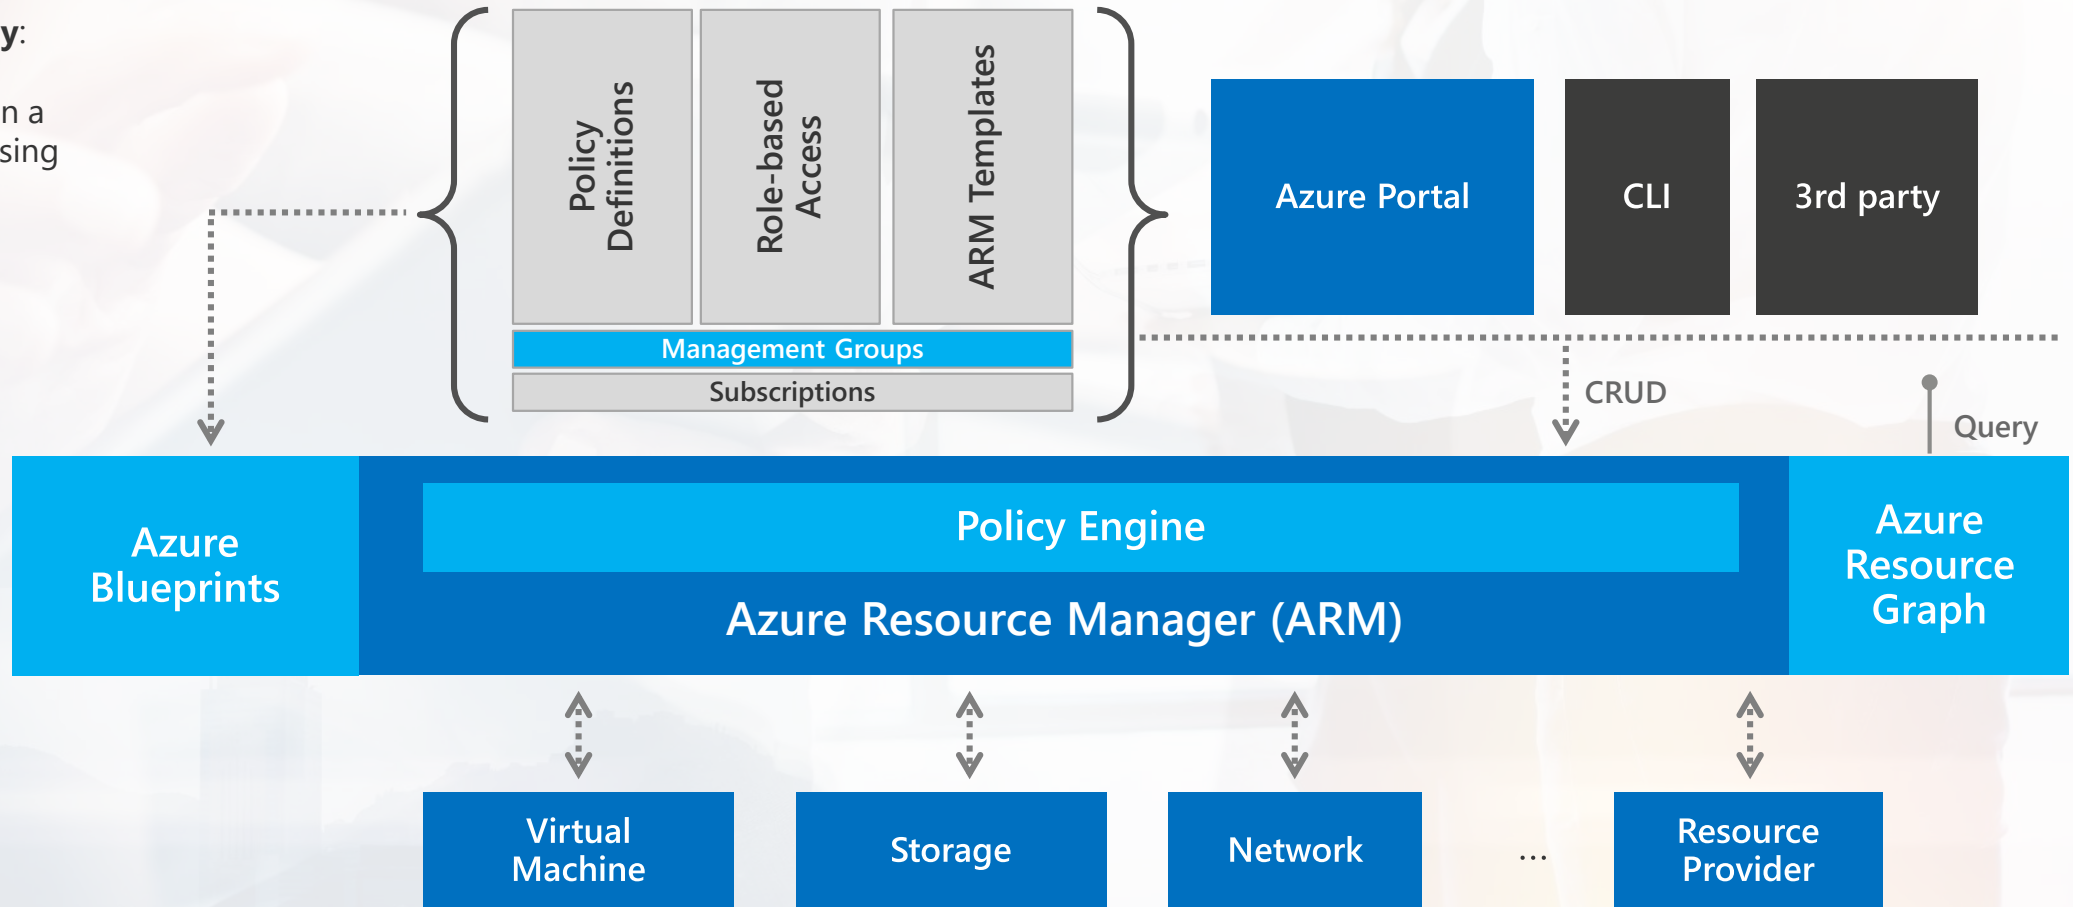 y:
n a
sing
Policy
Definitions
Role-based
Access
ARM Templates
Management Groups
Subscriptions
Azure Portal
CLI
3rd party
CRUD
Query
Azure
Blueprints
Policy Engine
Azure Resource Manager (ARM)
Azure
Resource
Graph
Virtual
Machine
Storage
Network
...
Resource
Provider